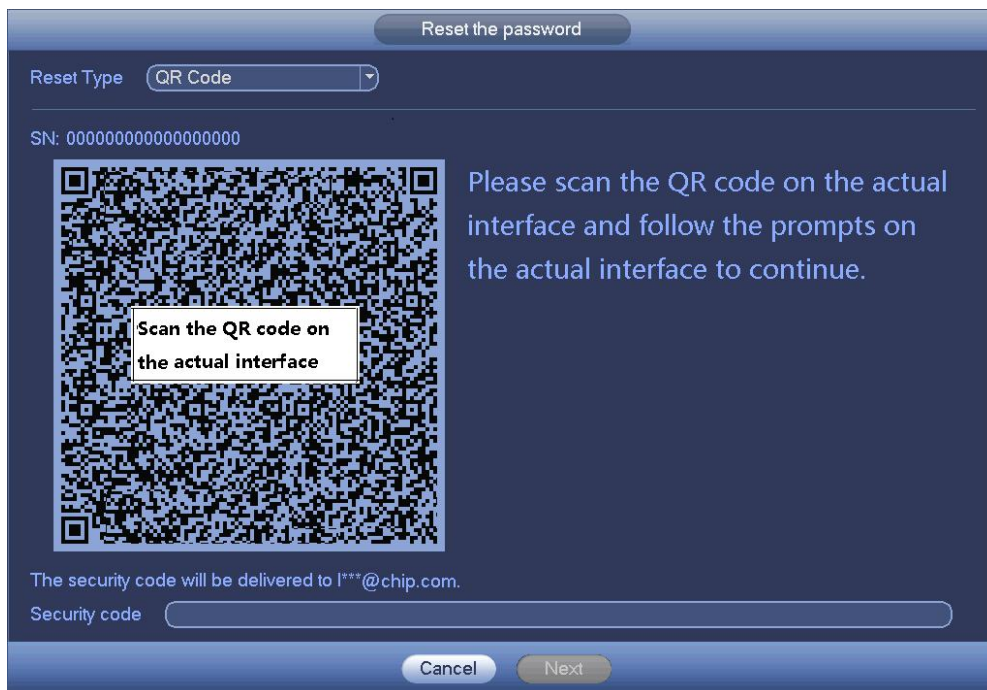 Reset the password
Reset Type QR Code
SN: 000000000000000000
Please scan the QR code on the actual
interface and follow the prompts on
the actual interface to continue.
Scan the QR code on
the actual interface
The security code will be delivered to l***@chip.com.
Security code
Cancel Next